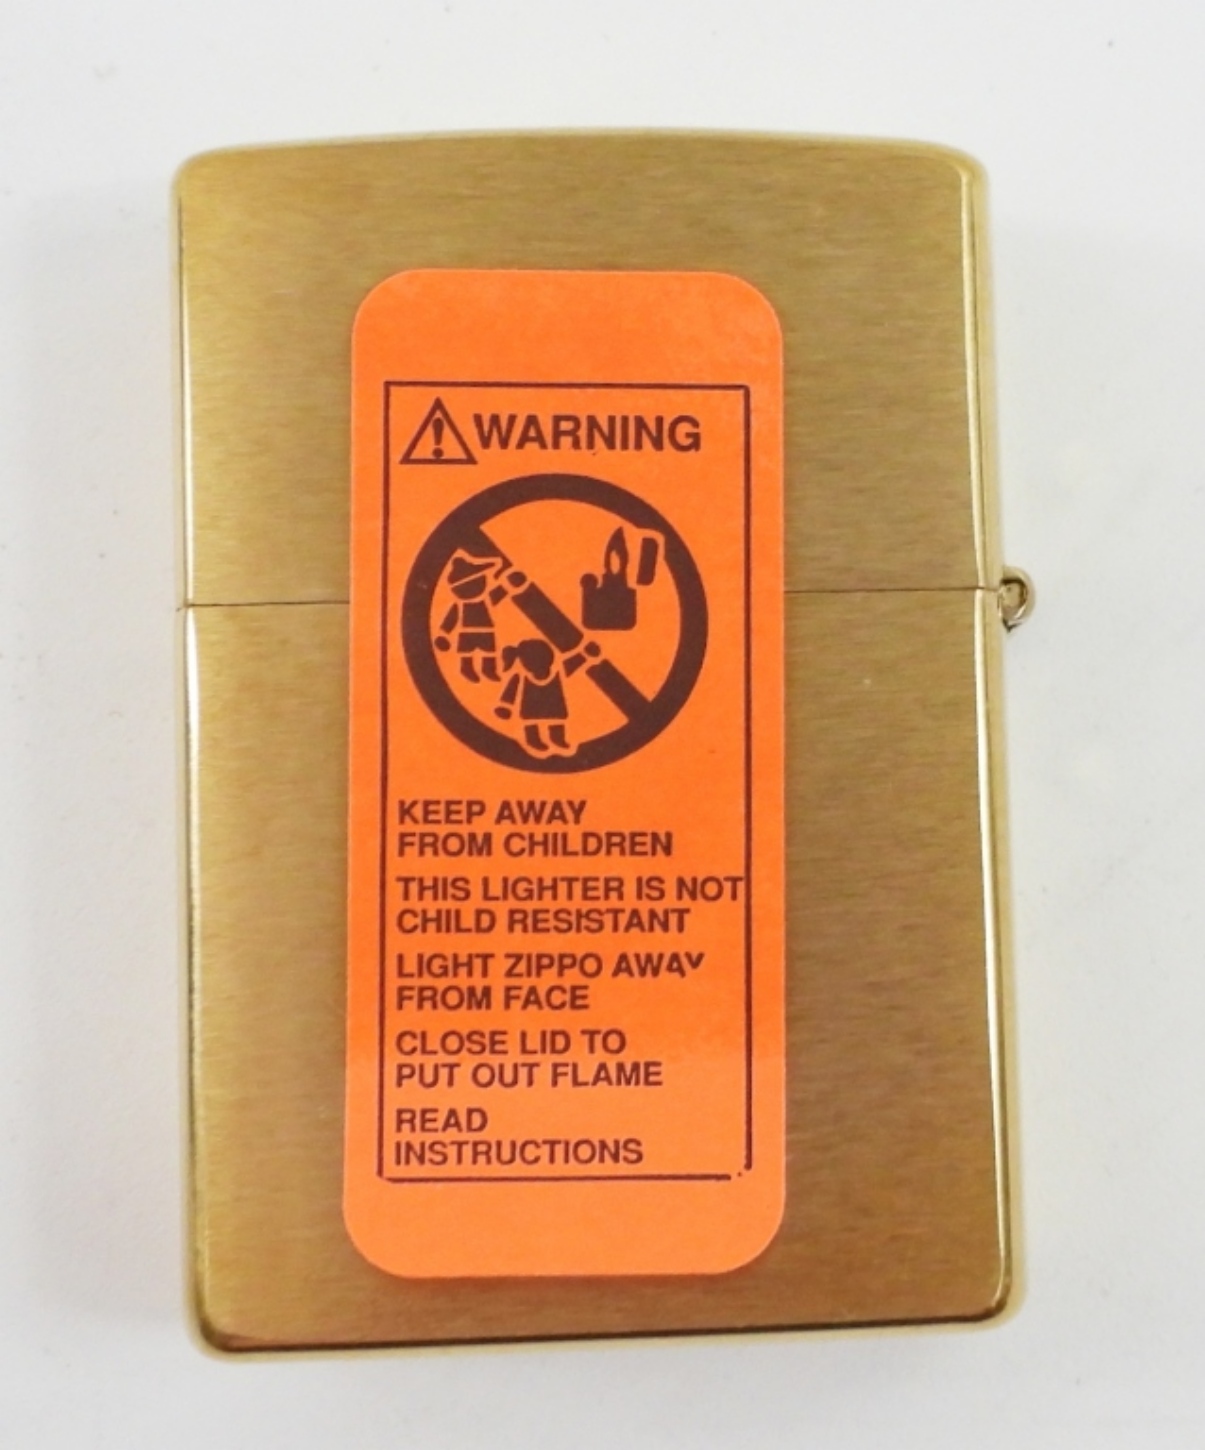 WARNING
KEEP AWAY
FROM CHILDREN
THIS LIGHTER IS NOT
CHILD RESISTANT
LIGHT ZIPPO AWAY
FROM FACE
CLOSE LID TO
PUT OUT FLAME
READ
INSTRUCTIONS